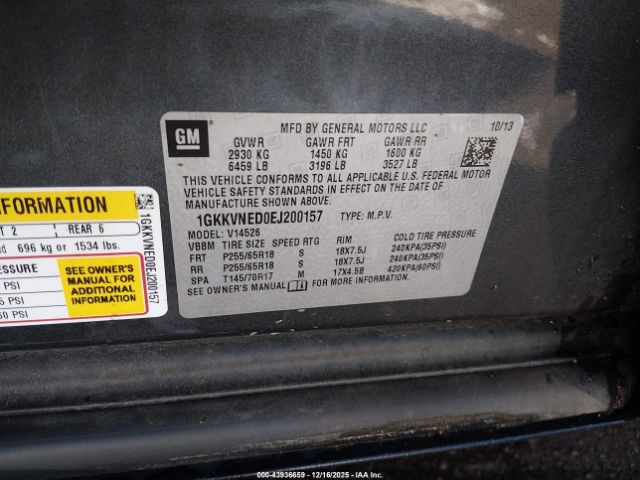 MFD BY GENERAL MOTORS LLC 10/13
GM
GVWR GAWR FRT GAWR RR
2930 KG 1450 KG 1600 KG
6459 LB 3196 LB 3527 LB
THIS VEHICLE CONFORMS TO ALL APPLICABLE U.S. FEDERAL MOTOR
VEHICLE SAFETY STANDARDS IN EFFECT ON THE DATE OF
MANUFACTURE SHOWN ABOVE.
1GKKVNED0EJ200157 TYPE: M.P.V.
MODEL: V14526
VBBM TIRE SIZE SPEED RTG RIM COLD TIRE PRESSURE
FRT P255/65R18 S 18X7.5J 240KPA(35PSI)
RR P255/65R18 S 18X7.5J 240KPA(35PSI)
SPA T145/70R17 M 17X4.5B 420KPA(60PSI)
SEE OWNER'S MANUAL FOR MORE INFORMATION.
INFORMATION
T 2 REAR 6
696 kg or 1534 lbs.
PSI
5 PSI
60 PSI
SEE OWNER'S
MANUAL FOR
ADDITIONAL
INFORMATION
1GKKVNED0EJ200157
000-43936659 | 12/16/2025 | IAA Inc.